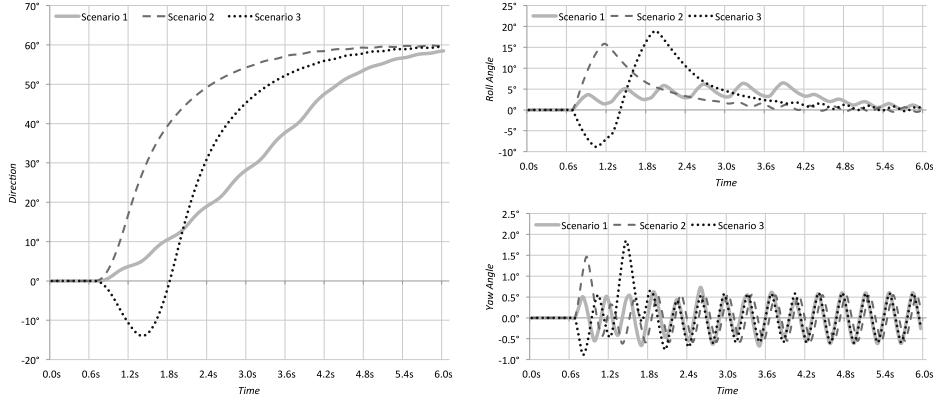 70°
Scenario 1 Scenario 2 Scenario 3
60°
50°
40°
30°
20°
10°
0°
-10°
-20°
Direction
0.0s 0.6s 1.2s 1.8s 2.4s 3.0s 3.6s 4.2s 4.8s 5.4s 6.0s
Time
25°
Scenario 1 Scenario 2 Scenario 3
20°
15°
10°
5°
0°
-5°
-10°
Roll Angle
0.0s 0.6s 1.2s 1.8s 2.4s 3.0s 3.6s 4.2s 4.8s 5.4s 6.0s
Time
2.5°
Scenario 1 Scenario 2 Scenario 3
2.0°
1.5°
1.0°
0.5°
0.0°
-0.5°
-1.0°
Yaw Angle
0.0s 0.6s 1.2s 1.8s 2.4s 3.0s 3.6s 4.2s 4.8s 5.4s 6.0s
Time